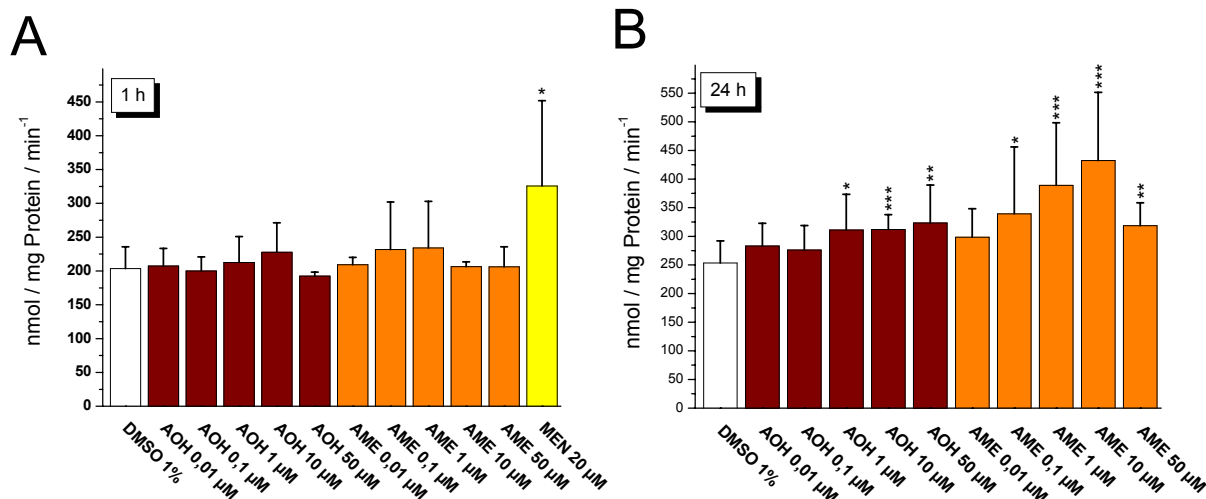 A
B
1 h
24 h
nmol / mg Protein / min⁻¹
450
400
350
300
250
200
150
100
50
0
*
DMSO 1%
AOH 0,01 µM
AOH 0,1 µM
AOH 1 µM
AOH 10 µM
AOH 50 µM
AME 0,01 µM
AME 0,1 µM
AME 1 µM
AME 10 µM
AME 50 µM
MEN 20 µM
nmol / mg Protein / min⁻¹
550
500
450
400
350
300
250
200
150
100
50
0
*
***
**
*
***
***
**
DMSO 1%
AOH 0,01 µM
AOH 0,1 µM
AOH 1 µM
AOH 10 µM
AOH 50 µM
AME 0,01 µM
AME 0,1 µM
AME 1 µM
AME 10 µM
AME 50 µM